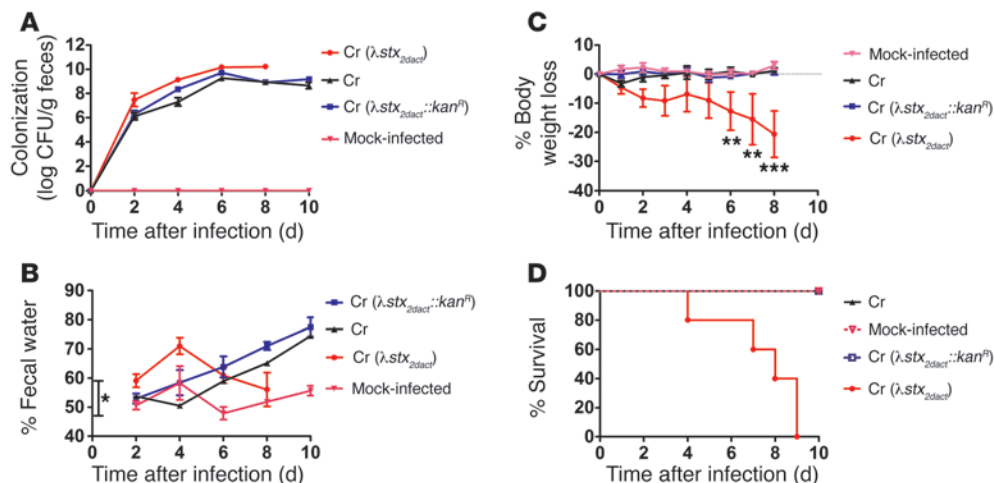 A
Colonization
(log CFU/g feces)
12
10
8
6
4
2
0
0 2 4 6 8 10
Time after infection (d)
Cr (λstx2dact)
Cr
Cr (λstx2dact::kanR)
Mock-infected
B
% Fecal water
90
80
70
60
50
40
*
0 2 4 6 8 10
Time after infection (d)
Cr (λstx2dact::kanR)
Cr
Cr (λstx2dact)
Mock-infected
C
% Body
weight loss
10
0
-10
-20
-30
-40
** ** ***
0 2 4 6 8 10
Time after infection (d)
Mock-infected
Cr
Cr (λstx2dact::kanR)
Cr (λstx2dact)
D
% Survival
100
80
60
40
20
0
0 2 4 6 8 10
Time after infection (d)
Cr
Mock-infected
Cr (λstx2dact::kanR)
Cr (λstx2dact)